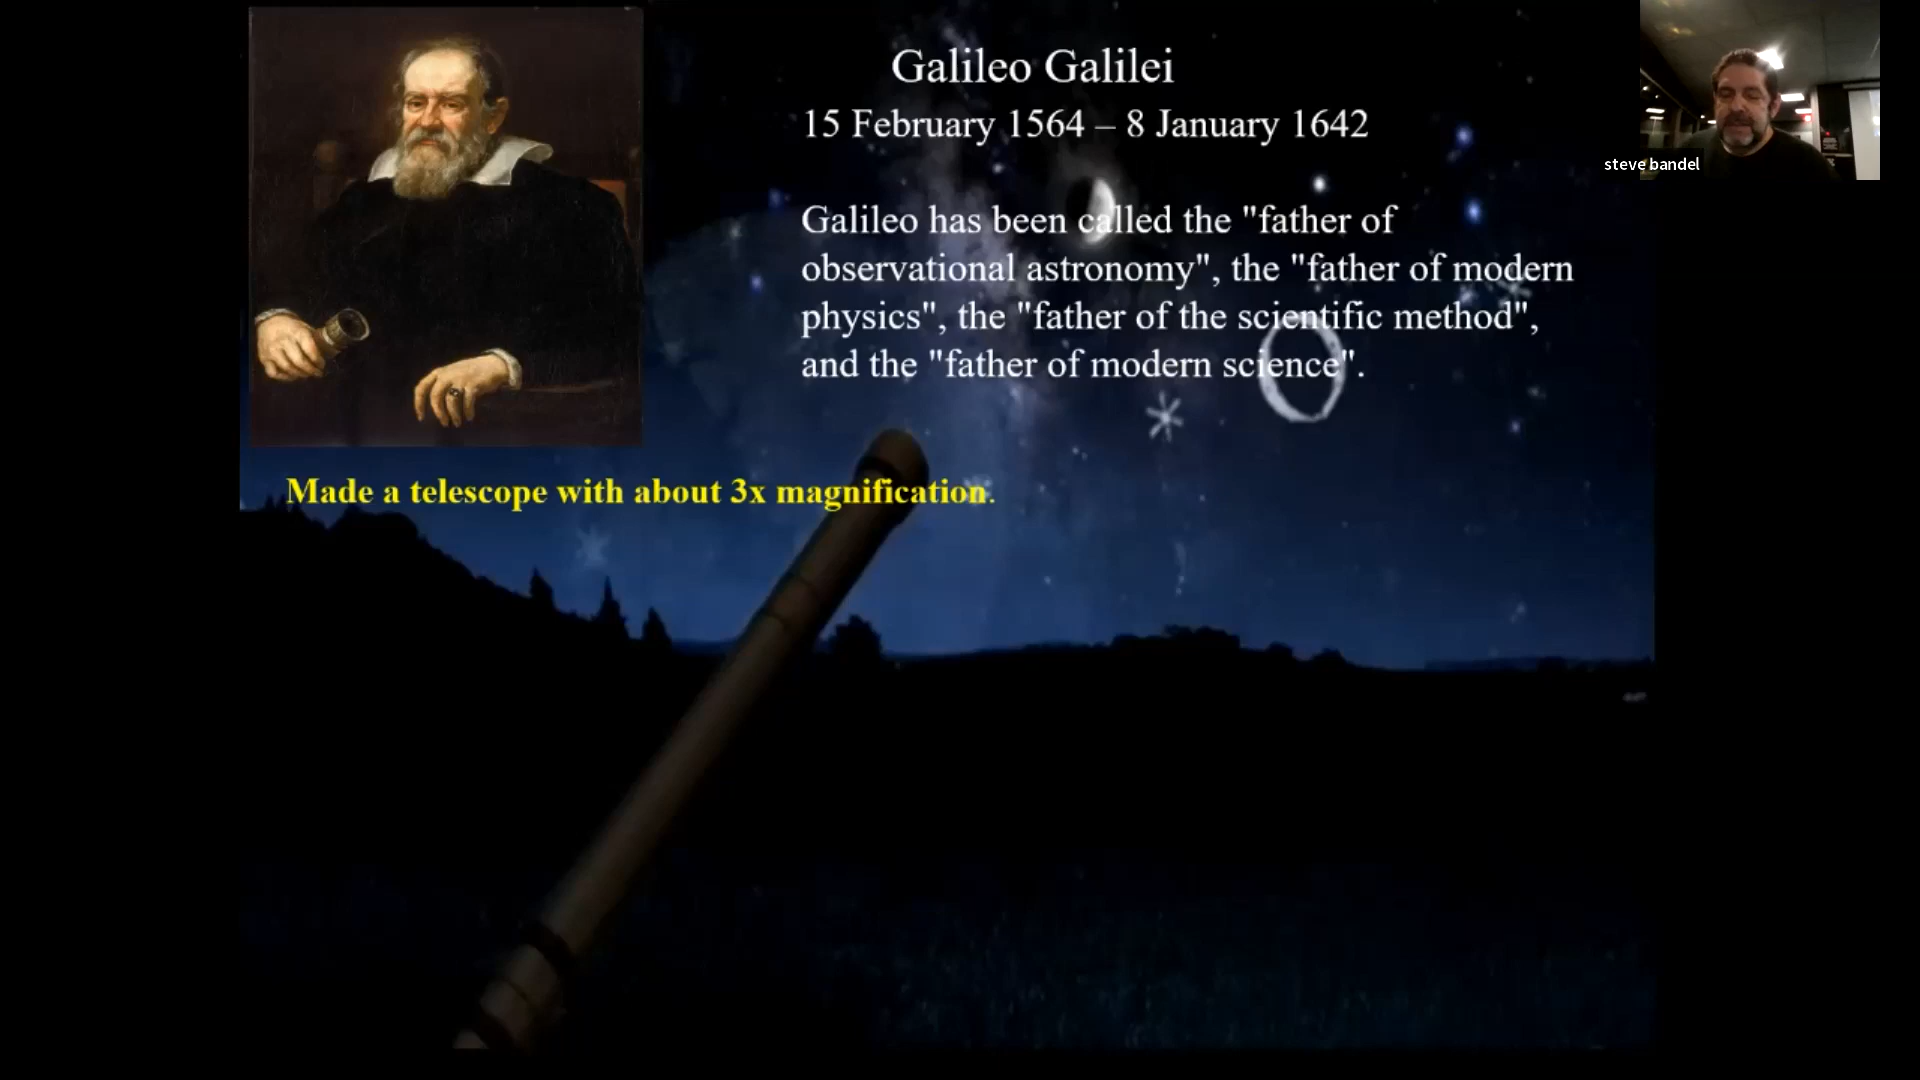 Galileo Galilei
15 February 1564 – 8 January 1642
steve bandel
Galileo has been called the "father of
observational astronomy", the "father of modern
physics", the "father of the scientific method",
and the "father of modern science".
Made a telescope with about 3x magnification.